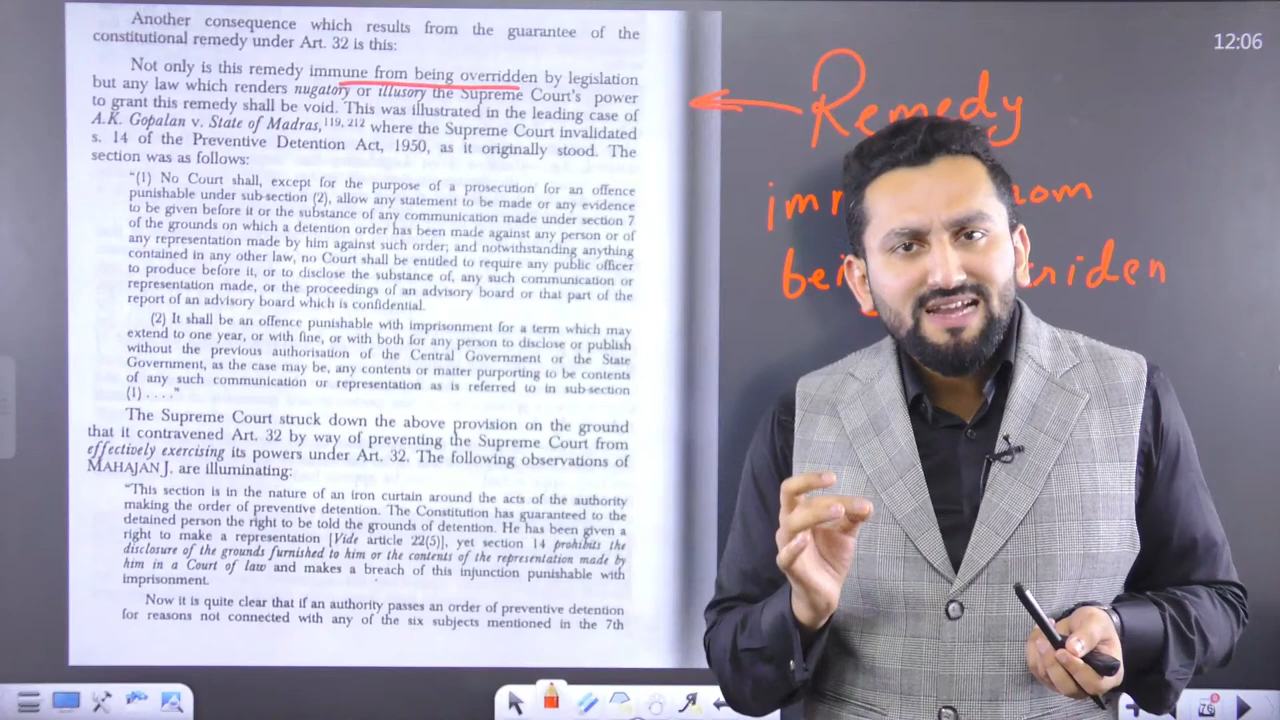 Another consequence which results from the guarantee of the
constitutional remedy under Art. 32 is this:
Not only is this remedy immune from being overridden by legislation
but any law which renders nugatory or illusory the Supreme Court's power
to grant this remedy shall be void. This was illustrated in the leading case of
A.K. Gopalan v. State of Madras,119, 212 where the Supreme Court invalidated
s. 14 of the Preventive Detention Act, 1950, as it originally stood. The
section was as follows:
"(1) No Court shall, except for the purpose of a prosecution for an offence
punishable under sub-section (2), allow any statement to be made or any evidence
to be given before it or the substance of any communication made under section 7
of the grounds on which a detention order has been made against any person or of
any representation made by him against such order; and notwithstanding anything
contained in any other law, no Court shall be entitled to require any public officer
to produce before it, or to disclose the substance of, any such communication or
representation made, or the proceedings of an advisory board or that part of the
report of an advisory board which is confidential.
(2) It shall be an offence punishable with imprisonment for a term which may
extend to one year, or with fine, or with both for any person to disclose or publish
without the previous authorisation of the Central Government or the State
Government, as the case may be, any contents or matter purporting to be contents
of any such communication or representation as is referred to in sub-section
(1) . . . ."
The Supreme Court struck down the above provision on the ground
that it contravened Art. 32 by way of preventing the Supreme Court from
effectively exercising its powers under Art. 32. The following observations of
MAHAJAN J. are illuminating:
"This section is in the nature of an iron curtain around the acts of the authority
making the order of preventive detention. The Constitution has guaranteed to the
detained person the right to be told the grounds of detention. He has been given a
right to make a representation [Vide article 22(5)], yet section 14 prohibits the
disclosure of the grounds furnished to him or the contents of the representation made by
him in a Court of law and makes a breach of this injunction punishable with
imprisonment.
Now it is quite clear that if an authority passes an order of preventive detention
for reasons not connected with any of the six subjects mentioned in the 7th
12:06
Remedy